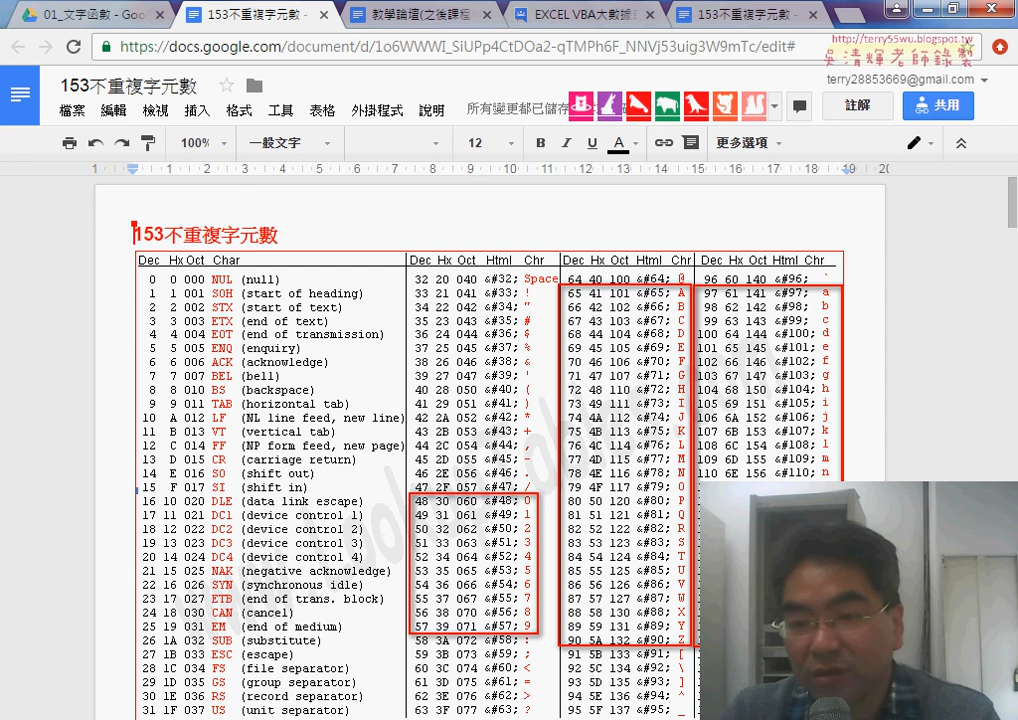 01_文字函數 - Goo
153不重複字元數 -
教學論壇(之後課程
EXCEL VBA大數據
153不重複字元數 -
https://docs.google.com/document/d/1o6WWWI_SiUPp4CtDOa2-qTMPh6F_NNVj53uig3W9mTc/edit#
http://terry55wu.blogspot.tw
吳清輝老師錄製
153不重複字元數
terry28853669@gmail.com
檔案 編輯 檢視 插入 格式 工具 表格 外掛程式 說明 所有變更都已儲存
註解 共用
100% 一般文字 12 B I U A 更多選項
1 1 2 3 4 5 6 7 8 9 10 11 12 13 14 15 16 17 18 19 20
153不重複字元數
Dec Hx Oct Char Dec Hx Oct Html Chr Dec Hx Oct Html Chr Dec Hx Oct Html Chr
0 0 000 NUL (null) 32 20 040 &#32; Space 64 40 100 &#64; @ 96 60 140 &#96; `
1 1 001 SOH (start of heading) 33 21 041 &#33; ! 65 41 101 &#65; A 97 61 141 &#97; a
2 2 002 STX (start of text) 34 22 042 &#34; " 66 42 102 &#66; B 98 62 142 &#98; b
3 3 003 ETX (end of text) 35 23 043 &#35; # 67 43 103 &#67; C 99 63 143 &#99; c
4 4 004 EOT (end of transmission) 36 24 044 &#36; $ 68 44 104 &#68; D 100 64 144 &#100; d
5 5 005 ENQ (enquiry) 37 25 045 &#37; % 69 45 105 &#69; E 101 65 145 &#101; e
6 6 006 ACK (acknowledge) 38 26 046 &#38; & 70 46 106 &#70; F 102 66 146 &#102; f
7 7 007 BEL (bell) 39 27 047 &#39; ' 71 47 107 &#71; G 103 67 147 &#103; g
8 8 010 BS (backspace) 40 28 050 &#40; ( 72 48 110 &#72; H 104 68 150 &#104; h
9 9 011 TAB (horizontal tab) 41 29 051 &#41; ) 73 49 111 &#73; I 105 69 151 &#105; i
10 A 012 LF (NL line feed, new line) 42 2A 052 &#42; * 74 4A 112 &#74; J 106 6A 152 &#106; j
11 B 013 VT (vertical tab) 43 2B 053 &#43; + 75 4B 113 &#75; K 107 6B 153 &#107; k
12 C 014 FF (NP form feed, new page) 44 2C 054 &#44; , 76 4C 114 &#76; L 108 6C 154 &#108; l
13 D 015 CR (carriage return) 45 2D 055 &#45; - 77 4D 115 &#77; M 109 6D 155 &#109; m
14 E 016 SO (shift out) 46 2E 056 &#46; . 78 4E 116 &#78; N 110 6E 156 &#110; n
15 F 017 SI (shift in) 47 2F 057 &#47; / 79 4F 117 &#79; O
16 10 020 DLE (data link escape) 48 30 060 &#48; 0 80 50 120 &#80; P
17 11 021 DC1 (device control 1) 49 31 061 &#49; 1 81 51 121 &#81; Q
18 12 022 DC2 (device control 2) 50 32 062 &#50; 2 82 52 122 &#82; R
19 13 023 DC3 (device control 3) 51 33 063 &#51; 3 83 53 123 &#83; S
20 14 024 DC4 (device control 4) 52 34 064 &#52; 4 84 54 124 &#84; T
21 15 025 NAK (negative acknowledge) 53 35 065 &#53; 5 85 55 125 &#85; U
22 16 026 SYN (synchronous idle) 54 36 066 &#54; 6 86 56 126 &#86; V
23 17 027 ETB (end of trans. block) 55 37 067 &#55; 7 87 57 127 &#87; W
24 18 030 CAN (cancel) 56 38 070 &#56; 8 88 58 130 &#88; X
25 19 031 EM (end of medium) 57 39 071 &#57; 9 89 59 131 &#89; Y
26 1A 032 SUB (substitute) 58 3A 072 &#58; : 90 5A 132 &#90; Z
27 1B 033 ESC (escape) 59 3B 073 &#59; ; 91 5B 133 &#91; [
28 1C 034 FS (file separator) 60 3C 074 &#60; < 92 5C 134 &#92; \
29 1D 035 GS (group separator) 61 3D 075 &#61; = 93 5D 135 &#93; ]
30 1E 036 RS (record separator) 62 3E 076 &#62; > 94 5E 136 &#94; ^
31 1F 037 US (unit separator) 63 3F 077 &#63; ? 95 5F 137 &#95; _